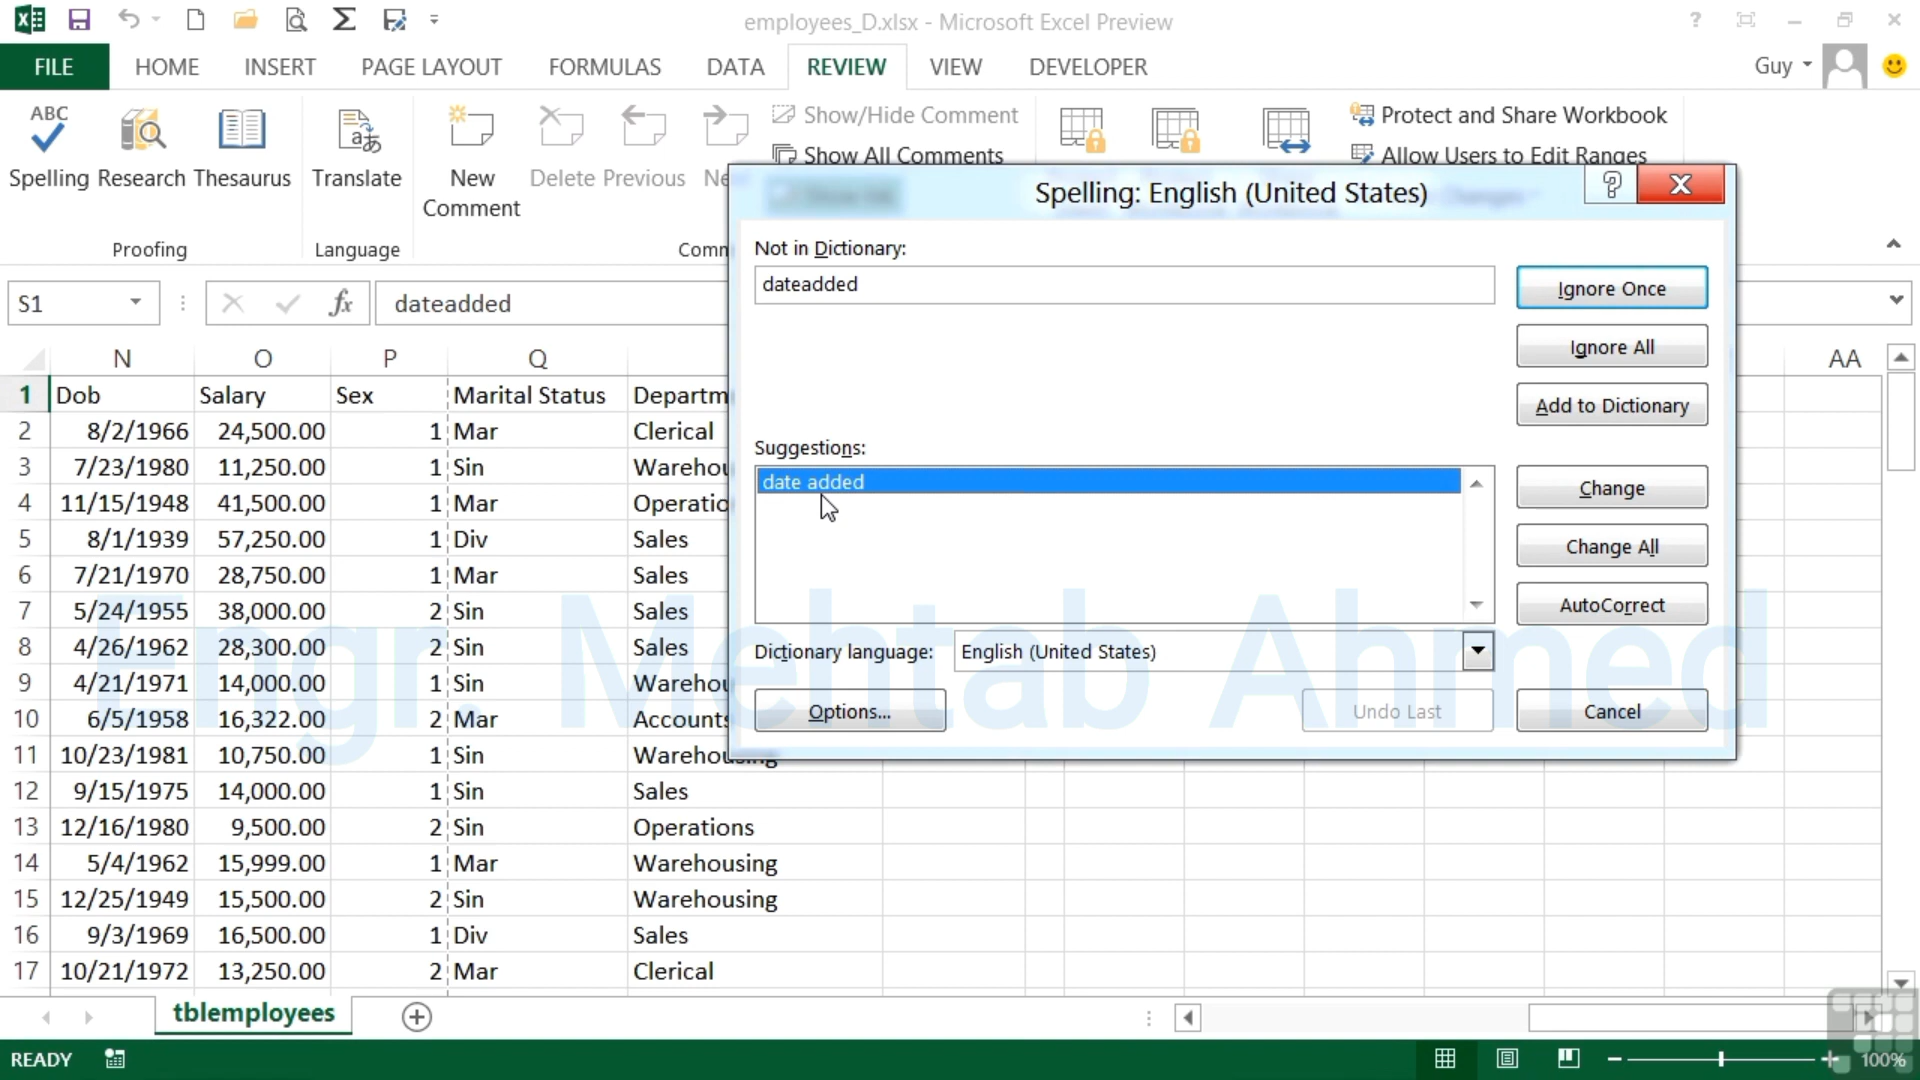 employees_D.xlsx - Microsoft Excel Preview
FILE HOME INSERT PAGE LAYOUT FORMULAS DATA REVIEW VIEW DEVELOPER Guy
ABC
Spelling Research Thesaurus Translate New Comment Delete Previous
Show/Hide Comment
Show All Comments
Protect and Share Workbook
Allow Users to Edit Ranges
Proofing Language Comm
S1 fx dateadded
N O P Q AA
1 Dob Salary Sex Marital Status Departm
2 8/2/1966 24,500.00 1 Mar Clerical
3 7/23/1980 11,250.00 1 Sin Warehou
4 11/15/1948 41,500.00 1 Mar Operatio
5 8/1/1939 57,250.00 1 Div Sales
6 7/21/1970 28,750.00 1 Mar Sales
7 5/24/1955 38,000.00 2 Sin Sales
8 4/26/1962 28,300.00 2 Sin Sales
9 4/21/1971 14,000.00 1 Sin Warehou
10 6/5/1958 16,322.00 2 Mar Accounts
11 10/23/1981 10,750.00 1 Sin Warehousing
12 9/15/1975 14,000.00 1 Sin Sales
13 12/16/1980 9,500.00 2 Sin Operations
14 5/4/1962 15,999.00 1 Mar Warehousing
15 12/25/1949 15,500.00 2 Sin Warehousing
16 9/3/1969 16,500.00 1 Div Sales
17 10/21/1972 13,250.00 2 Mar Clerical
Spelling: English (United States)
Not in Dictionary:
dateadded
Ignore Once
Ignore All
Add to Dictionary
Suggestions:
date added
Change
Change All
AutoCorrect
Dictionary language: English (United States)
Options... Undo Last Cancel
Engr. Mehtab Ahmed
tblemployees
READY 100%